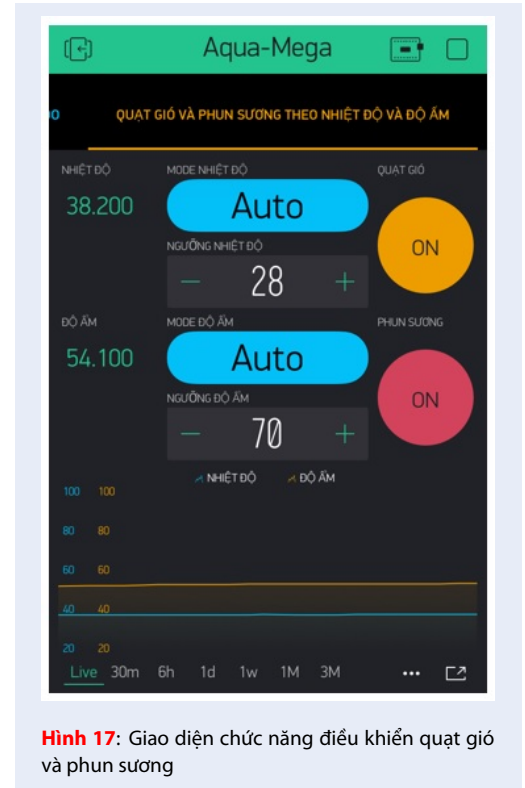 Aqua-Mega
QUẠT GIÓ VÀ PHUN SƯƠNG THEO NHIỆT ĐỘ VÀ ĐỘ ẨM
NHIỆT ĐỘ MODE NHIỆT ĐỘ QUẠT GIÓ
38.200 Auto ON
NGƯỠNG NHIỆT ĐỘ
− 28 +
ĐỘ ẨM MODE ĐỘ ẨM PHUN SƯƠNG
54.100 Auto ON
NGƯỠNG ĐỘ ẨM
− 70 +
NHIỆT ĐỘ ĐỘ ẨM
100 100
80 80
60 60
40 40
20 20
Live 30m 6h 1d 1w 1M 3M ...
Hình 17: Giao diện chức năng điều khiển quạt gió
và phun sương